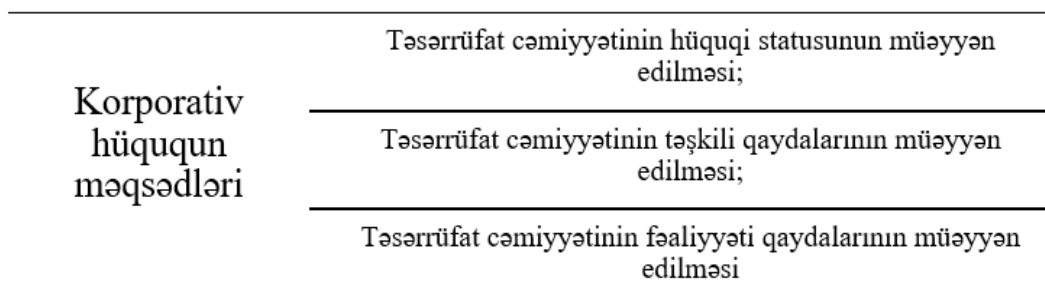 Korporativ
hüququn
məqsədləri
Təsərrüfat cəmiyyətinin hüquqi statusunun müəyyən
edilməsi;
Təsərrüfat cəmiyyətinin təşkili qaydalarının müəyyən
edilməsi;
Təsərrüfat cəmiyyətinin fəaliyyəti qaydalarının müəyyən
edilməsi